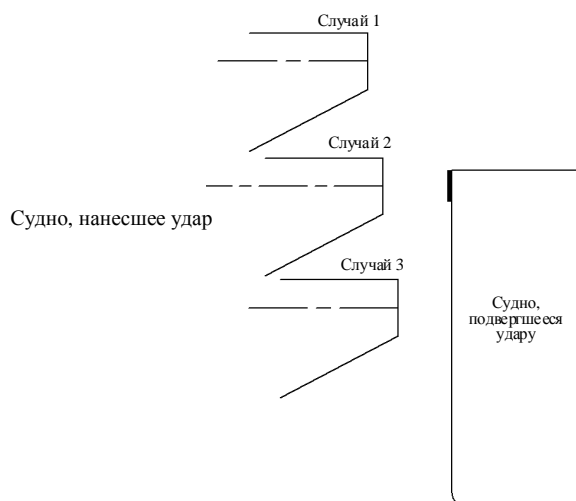 Случай 1
Случай 2
Судно, нанесшее удар
Случай 3
Судно,
подвергшееся
удару